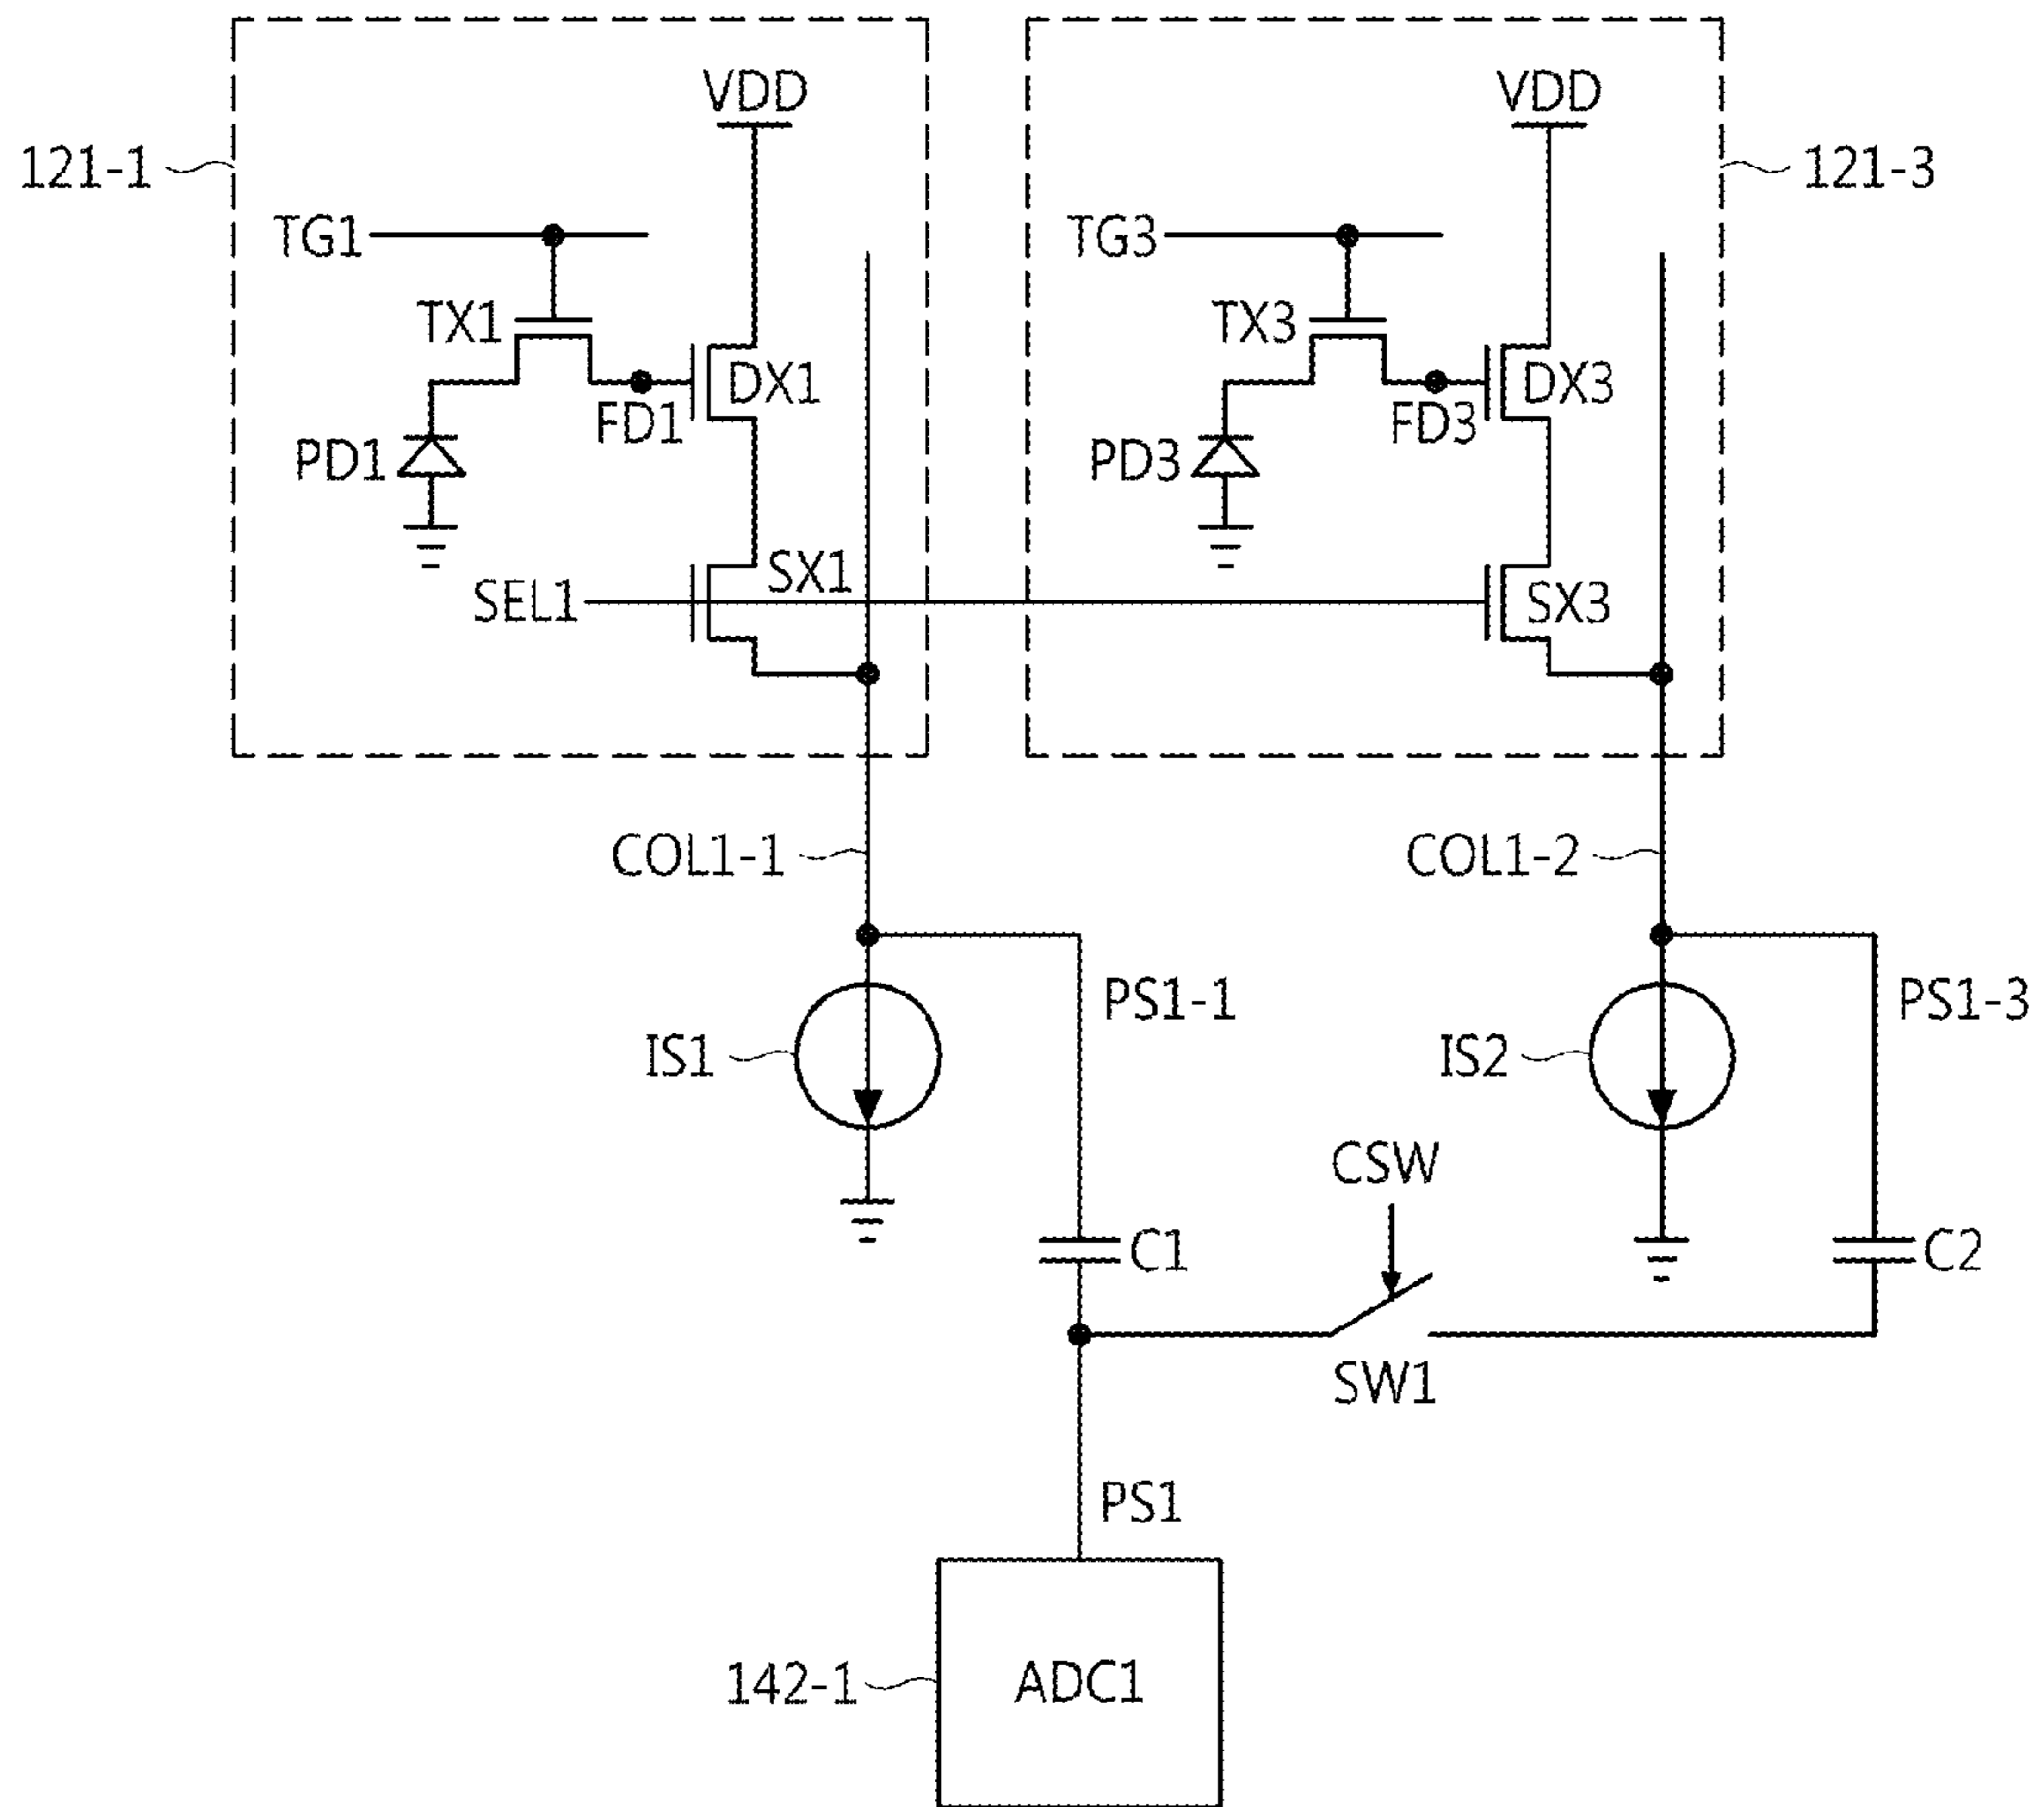 VDD
VDD
121-1
121-3
TG1
TG3
TX1
TX3
DX1
DX3
FD1
FD3
PD1
PD3
SX1
SEL1
SX3
COL1-1
COL1-2
PS1-1
PS1-3
IS1
IS2
CSW
C1
C2
SW1
PS1
142-1
ADC1